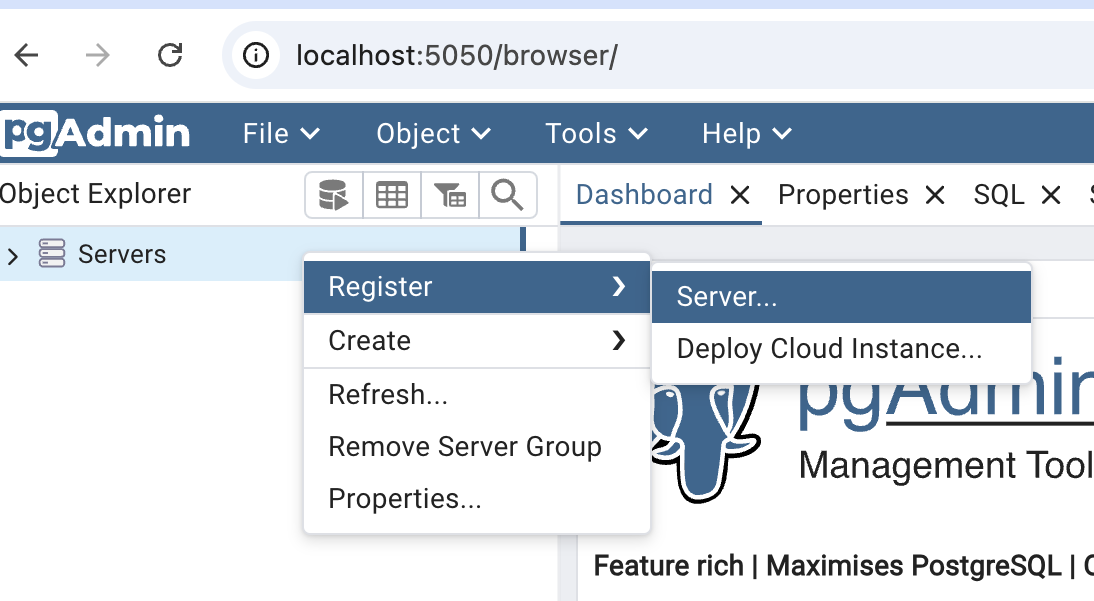 localhost:5050/browser/
pgAdmin File Object Tools Help
Object Explorer
Dashboard Properties SQL
Servers
Register
Server...
Create
Deploy Cloud Instance...
Refresh...
Remove Server Group
Properties...
pgAdmin
Management Tool
Feature rich | Maximises PostgreSQL |